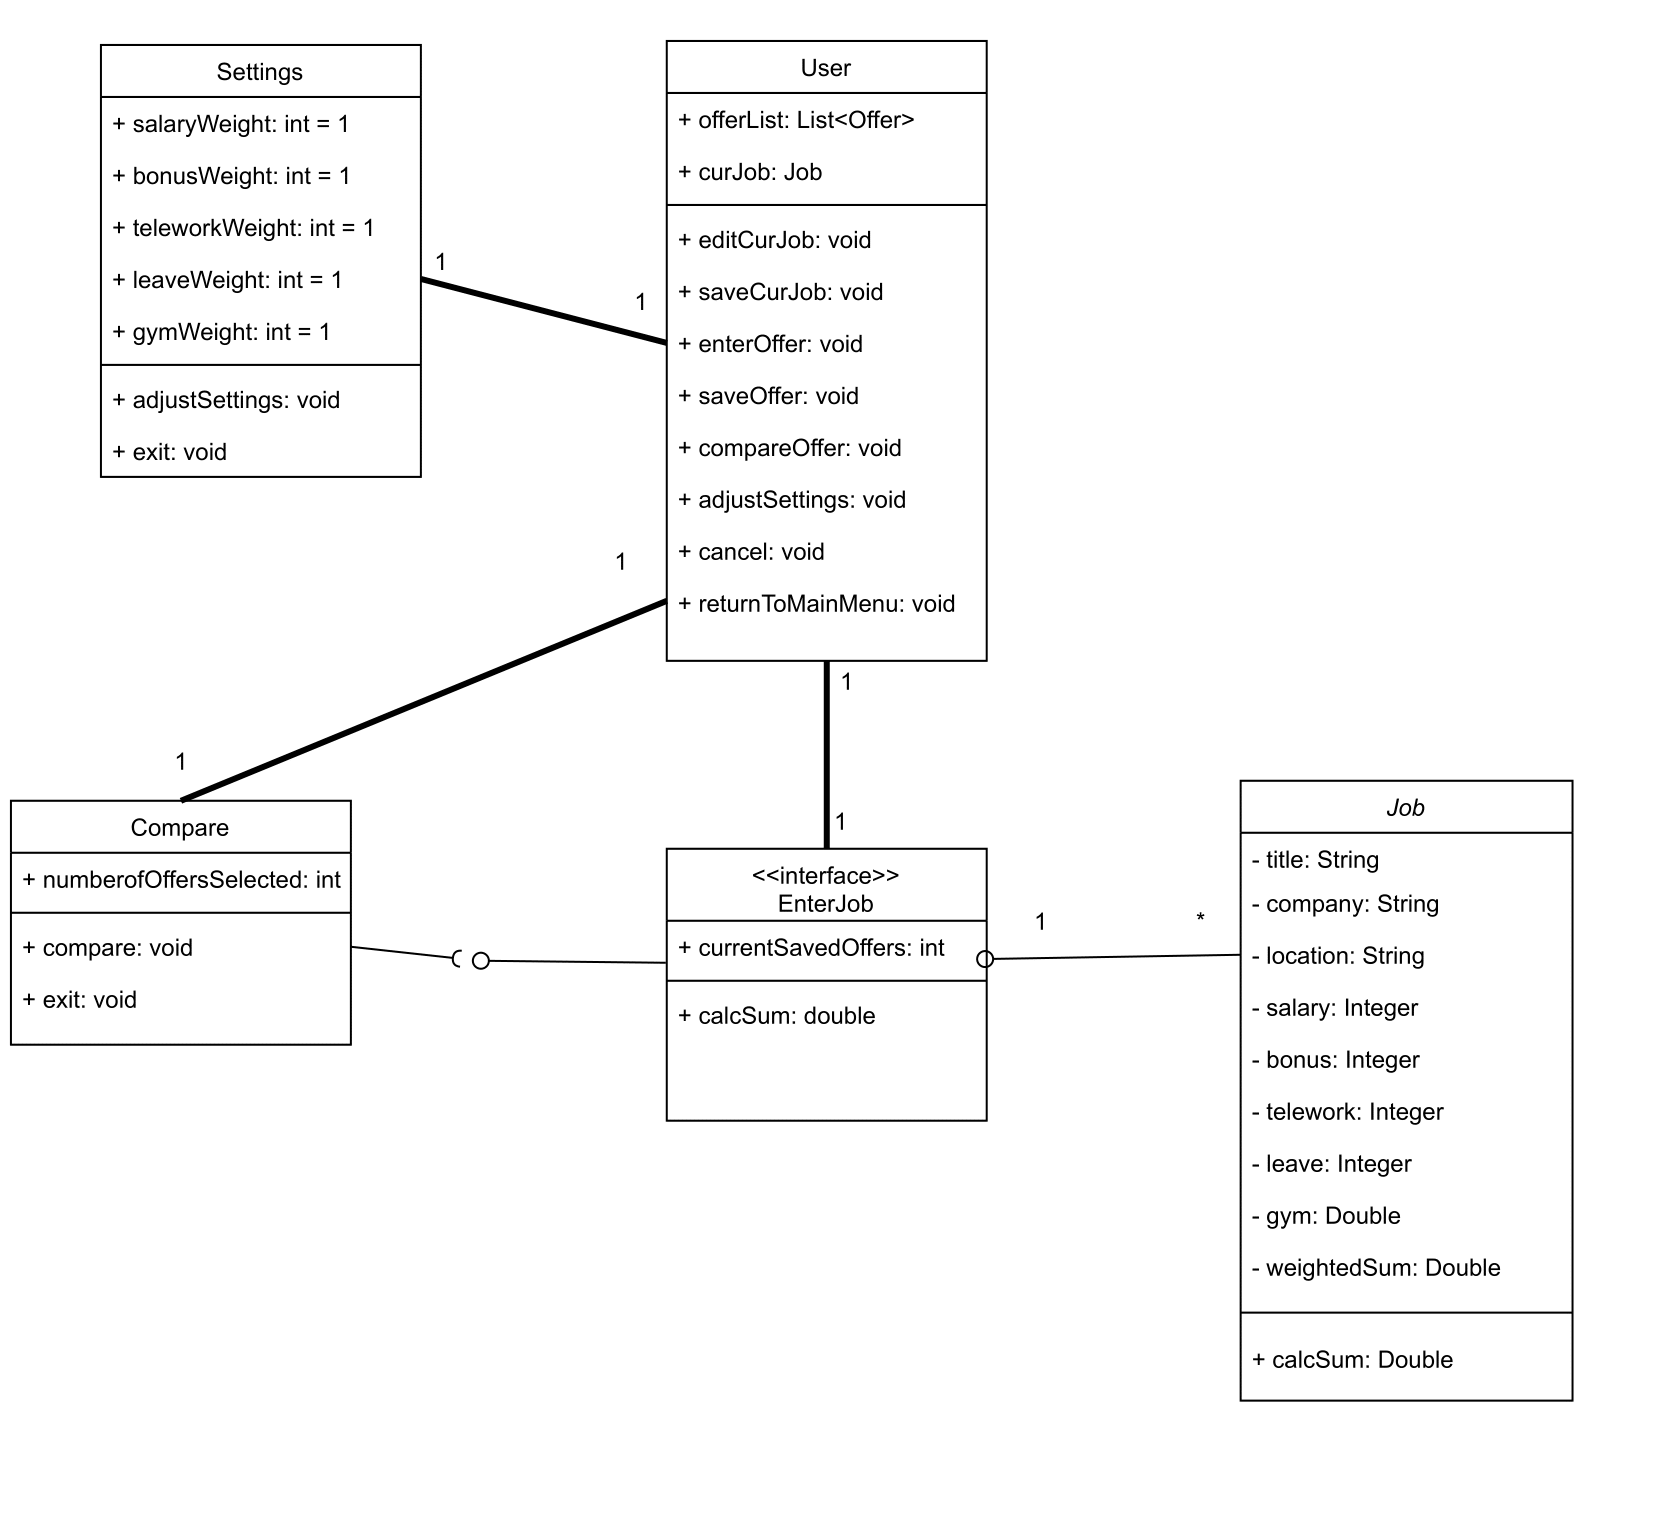 Settings
+ salaryWeight: int = 1
+ bonusWeight: int = 1
+ teleworkWeight: int = 1
+ leaveWeight: int = 1
+ gymWeight: int = 1
+ adjustSettings: void
+ exit: void
User
+ offerList: List<Offer>
+ curJob: Job
+ editCurJob: void
+ saveCurJob: void
+ enterOffer: void
+ saveOffer: void
+ compareOffer: void
+ adjustSettings: void
+ cancel: void
+ returnToMainMenu: void
1
1
1
1
1
1
Compare
+ numberofOffersSelected: int
+ compare: void
+ exit: void
<<interface>>
EnterJob
+ currentSavedOffers: int
+ calcSum: double
1
*
Job
- title: String
- company: String
- location: String
- salary: Integer
- bonus: Integer
- telework: Integer
- leave: Integer
- gym: Double
- weightedSum: Double
+ calcSum: Double